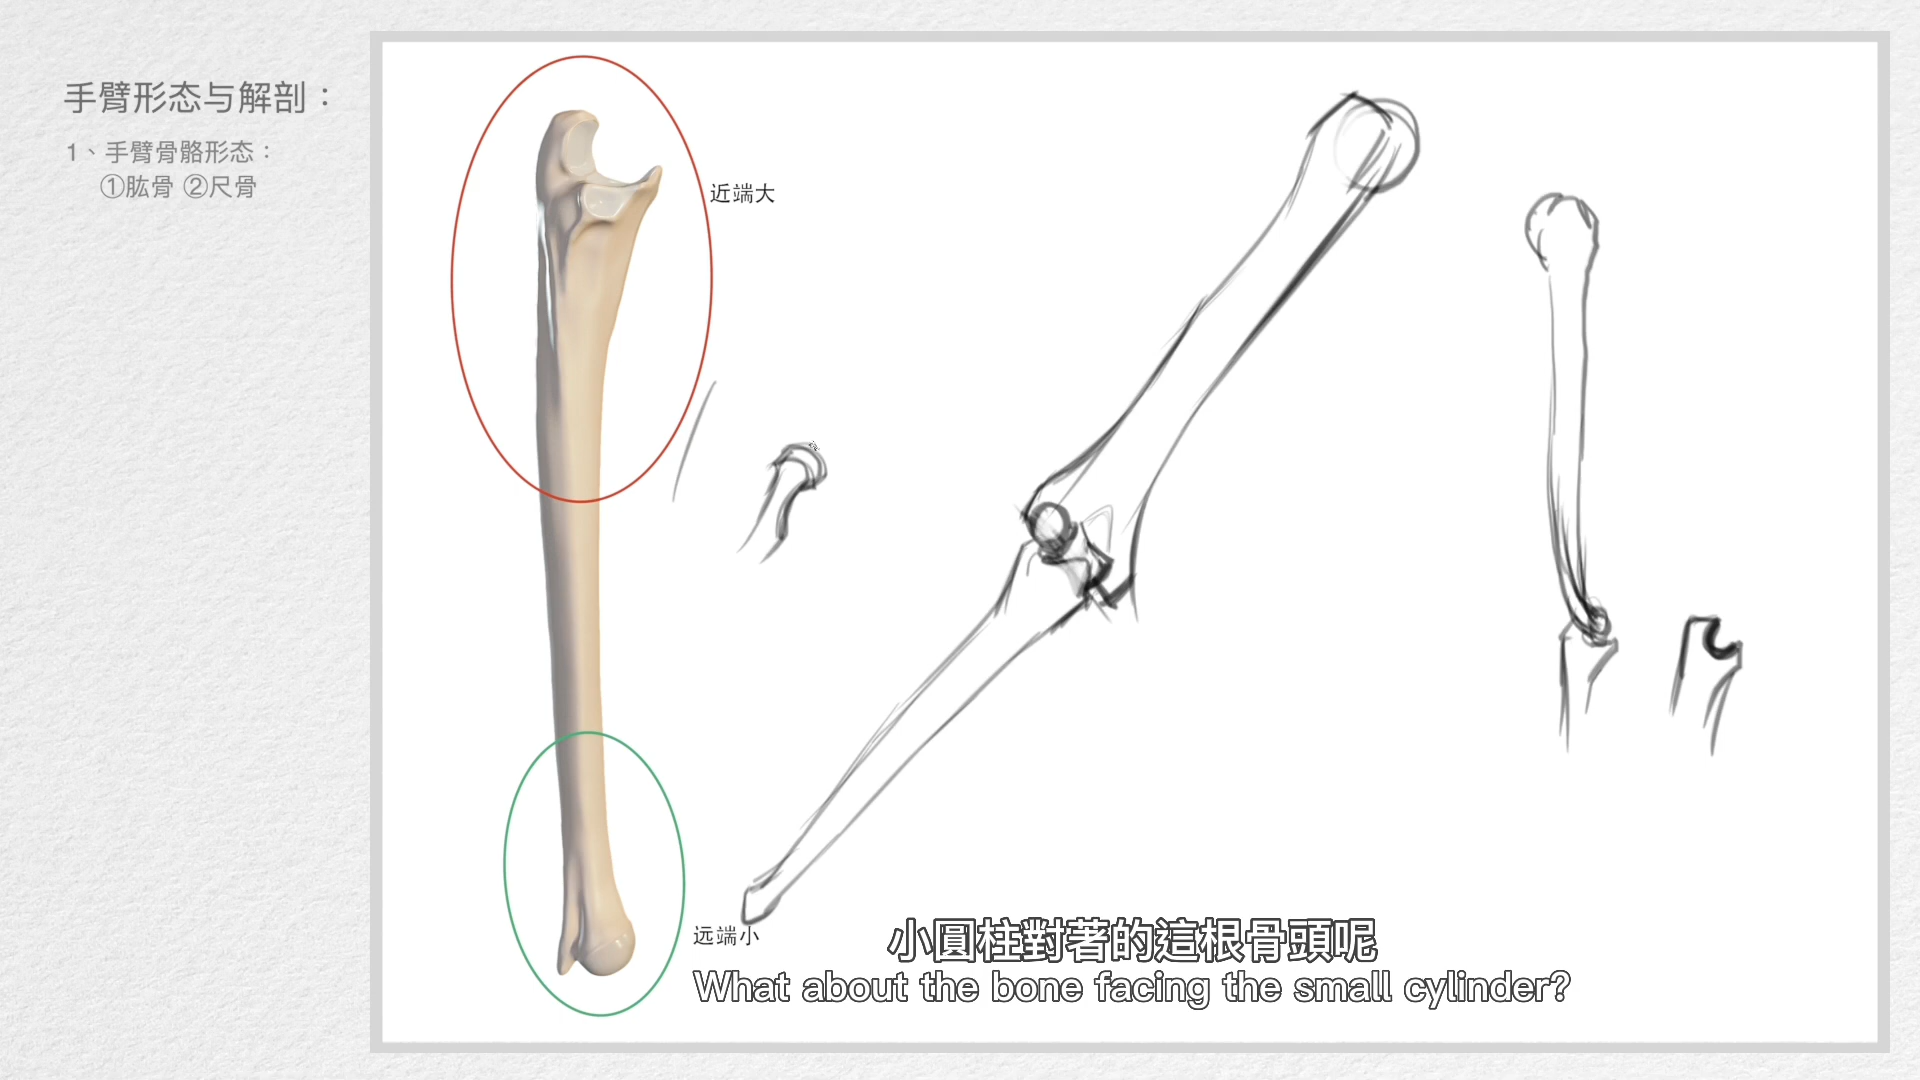 手臂形态与解剖：
1、手臂骨骼形态：
①肱骨 ②尺骨
近端大
远端小
小圓柱對著的這根骨頭呢
What about the bone facing the small cylinder?